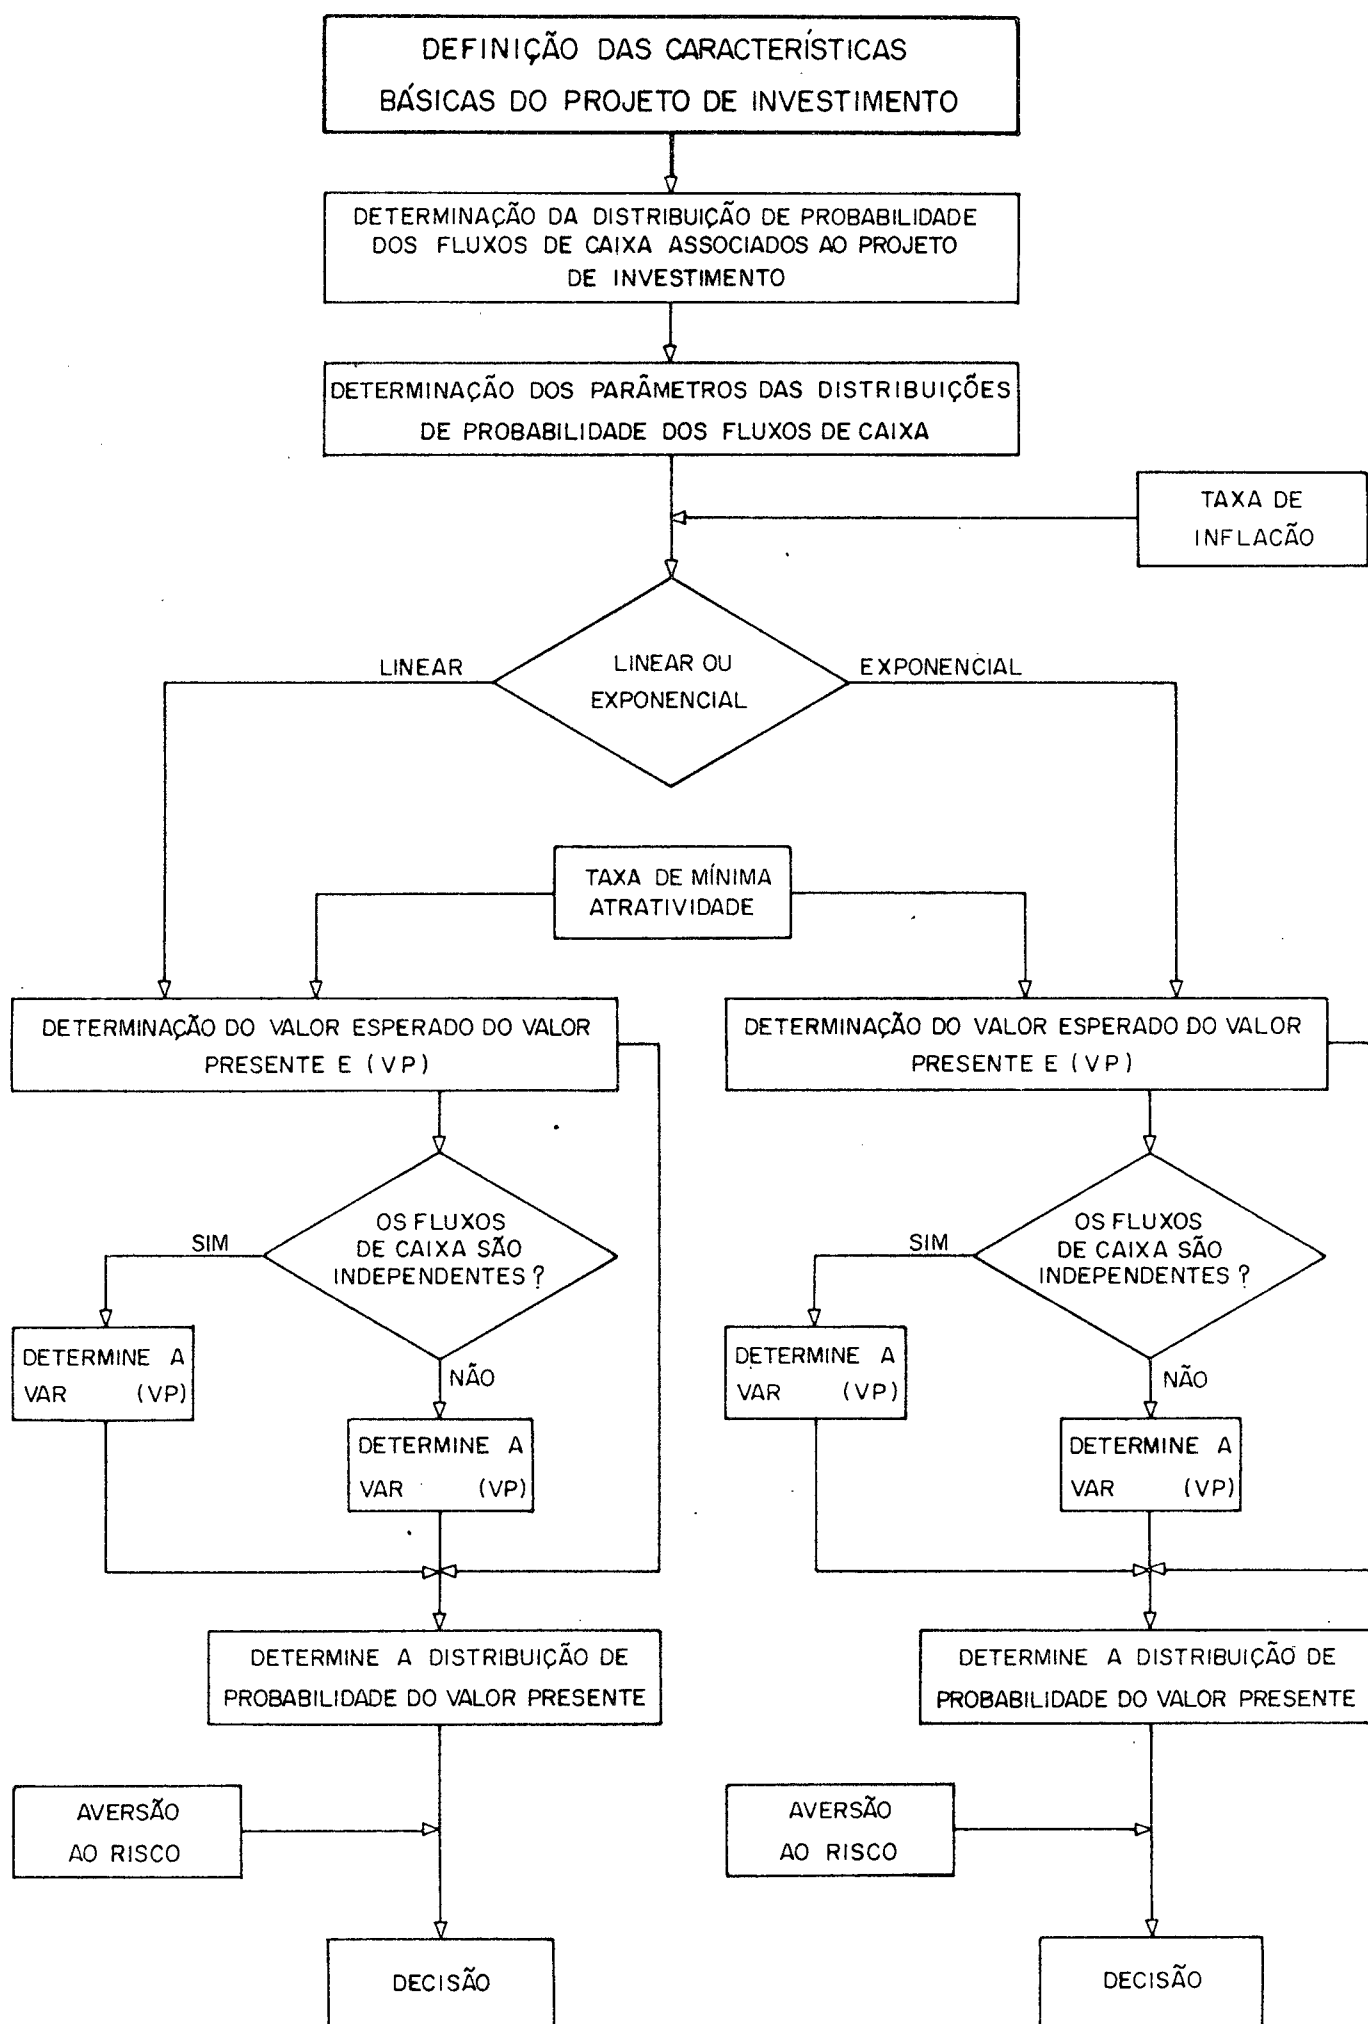 DEFINIÇÃO DAS CARACTERÍSTICAS
BÁSICAS DO PROJETO DE INVESTIMENTO
DETERMINAÇÃO DA DISTRIBUIÇÃO DE PROBABILIDADE
DOS FLUXOS DE CAIXA ASSOCIADOS AO PROJETO
DE INVESTIMENTO
DETERMINAÇÃO DOS PARÂMETROS DAS DISTRIBUIÇÕES
DE PROBABILIDADE DOS FLUXOS DE CAIXA
TAXA DE
INFLACÃO
LINEAR
LINEAR OU
EXPONENCIAL
EXPONENCIAL
TAXA DE MÍNIMA
ATRATIVIDADE
DETERMINAÇÃO DO VALOR ESPERADO DO VALOR
PRESENTE E (VP)
DETERMINAÇÃO DO VALOR ESPERADO DO VALOR
PRESENTE E (VP)
OS FLUXOS
DE CAIXA SÃO
INDEPENDENTES ?
SIM
NÃO
DETERMINE A
VAR (VP)
DETERMINE A
VAR (VP)
OS FLUXOS
DE CAIXA SÃO
INDEPENDENTES ?
SIM
NÃO
DETERMINE A
VAR (VP)
DETERMINE A
VAR (VP)
DETERMINE A DISTRIBUIÇÃO DE
PROBABILIDADE DO VALOR PRESENTE
DETERMINE A DISTRIBUIÇÃO DE
PROBABILIDADE DO VALOR PRESENTE
AVERSÃO
AO RISCO
AVERSÃO
AO RISCO
DECISÃO
DECISÃO